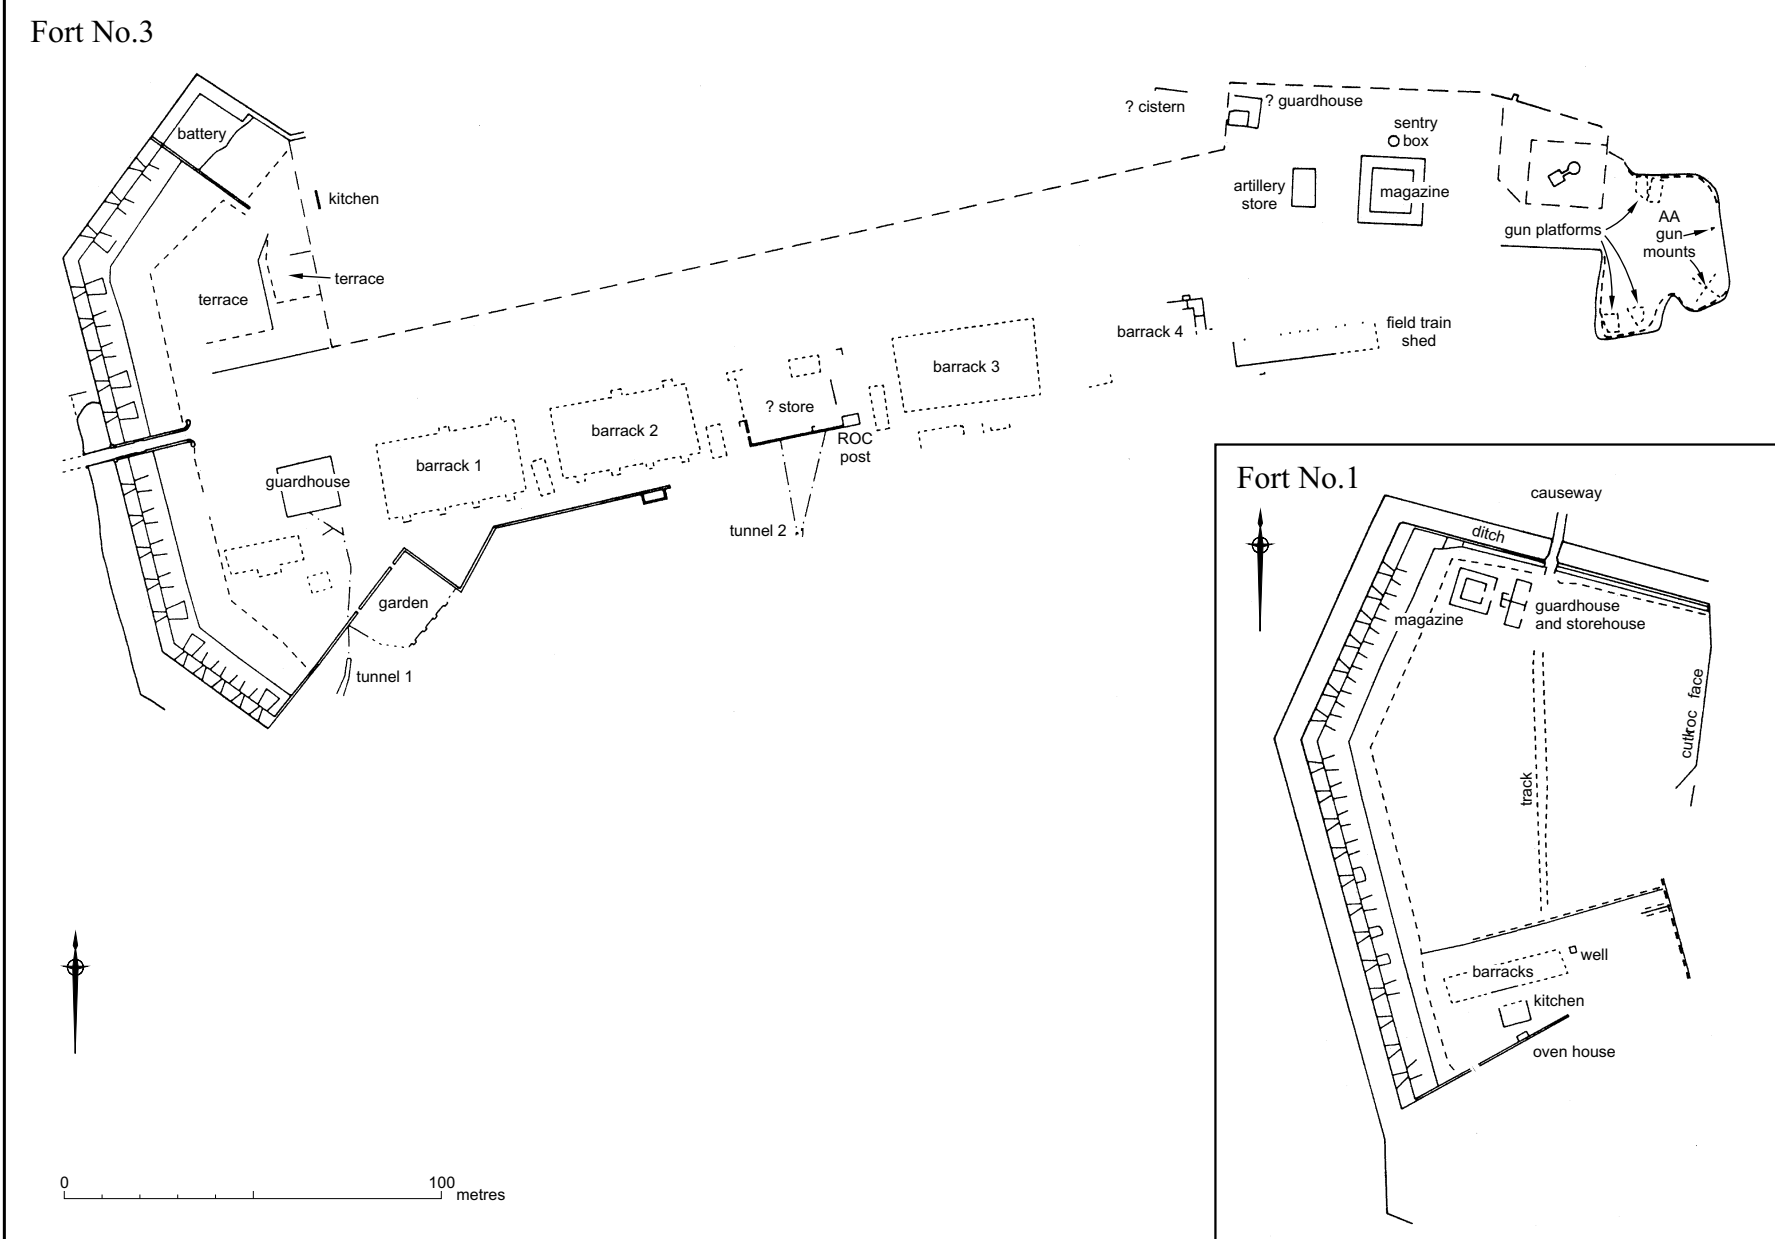 Fort No.3
battery
kitchen
terrace
terrace
? cistern
? guardhouse
sentry
box
artillery
store
magazine
gun platforms
AA
gun
mounts
barrack 4
field train
shed
barrack 3
? store
barrack 2
barrack 1
ROC
post
guardhouse
tunnel 2
garden
tunnel 1
0
100
metres
Fort No.1
causeway
ditch
magazine
guardhouse
and storehouse
cut roc face
track
well
barracks
kitchen
oven house